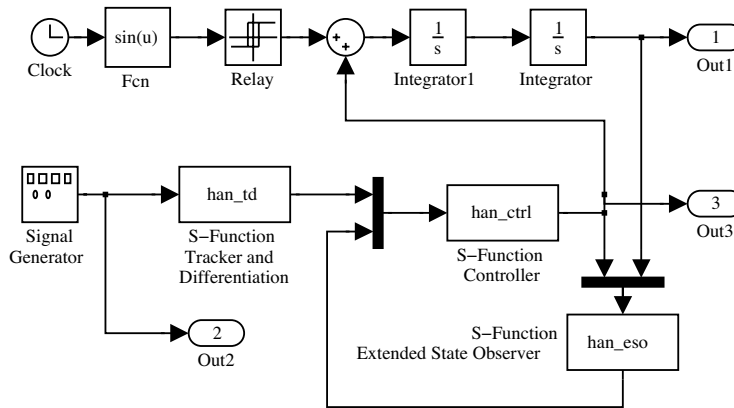 sin(u)
1
s
1
s
1
Clock
Fcn
Relay
Integrator1
Integrator
Out1
han_td
han_ctrl
3
Signal
Generator
S−Function
Tracker and
Differentiation
S−Function
Controller
Out3
2
Out2
S−Function
Extended State Observer
han_eso